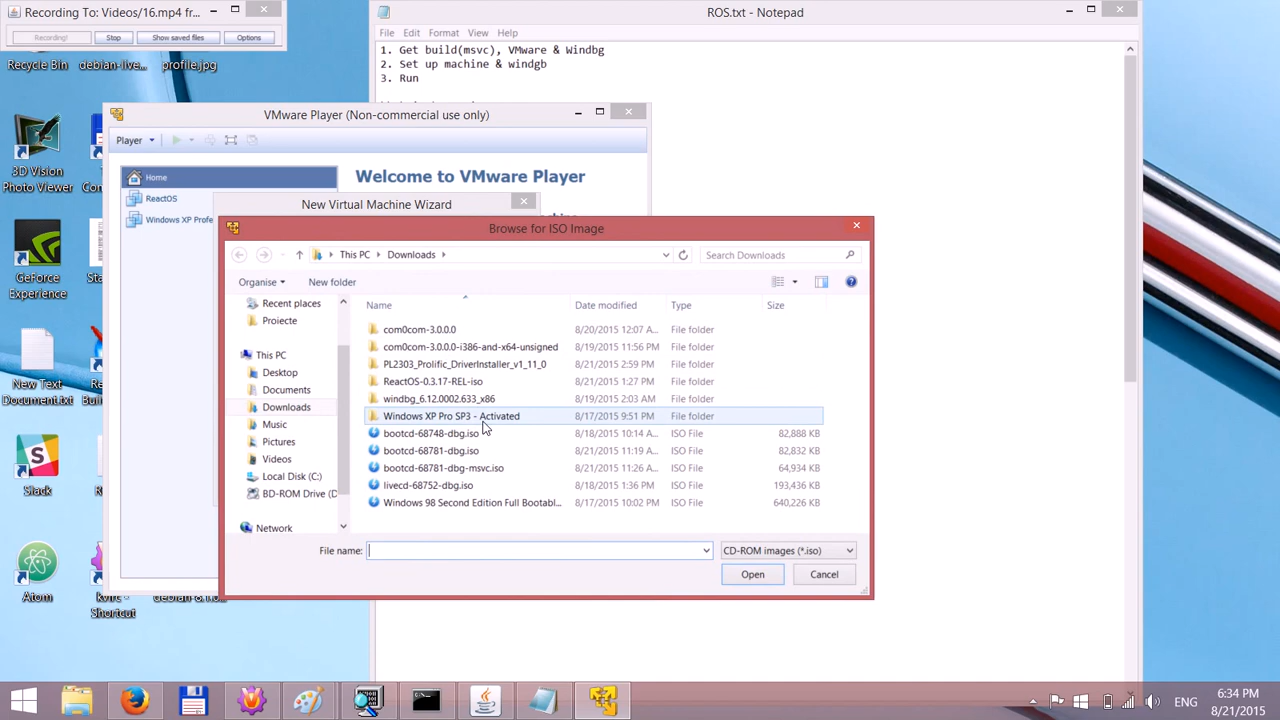 Recording To: Videos/16.mp4 fr...
Recording!
Stop
Show saved files
Options
Recycle Bin
debian-live...
profile.jpg
ROS.txt - Notepad
File Edit Format View Help
1. Get build(msvc), VMware & Windbg
2. Set up machine & windgb
3. Run
VMware Player (Non-commercial use only)
Player
Home
ReactOS
Windows XP Profe
Welcome to VMware Player
New Virtual Machine Wizard
Browse for ISO Image
This PC
Downloads
Search Downloads
Organise
New folder
Name
Date modified
Type
Size
Recent places
Proiecte
This PC
Desktop
Documents
Downloads
Music
Pictures
Videos
Local Disk (C:)
BD-ROM Drive (D
Network
com0com-3.0.0.0 8/20/2015 12:07 A... File folder
com0com-3.0.0.0-i386-and-x64-unsigned 8/19/2015 11:56 PM File folder
PL2303_Prolific_DriverInstaller_v1_11_0 8/21/2015 2:59 PM File folder
ReactOS-0.3.17-REL-iso 8/21/2015 1:27 PM File folder
windbg_6.12.0002.633_x86 8/19/2015 2:03 AM File folder
Windows XP Pro SP3 - Activated 8/17/2015 9:51 PM File folder
bootcd-68748-dbg.iso 8/18/2015 10:14 A... ISO File 82,888 KB
bootcd-68781-dbg.iso 8/21/2015 11:19 A... ISO File 82,832 KB
bootcd-68781-dbg-msvc.iso 8/21/2015 11:26 A... ISO File 64,934 KB
livecd-68752-dbg.iso 8/18/2015 1:36 PM ISO File 193,436 KB
Windows 98 Second Edition Full Bootabl... 8/17/2015 10:02 PM ISO File 640,226 KB
File name:
CD-ROM images (*.iso)
Open
Cancel
3D Vision
Photo Viewer
GeForce
Experience
New Text
Document.txt
Slack
Atom
kvirc -
Shortcut
ENG
6:34 PM
8/21/2015